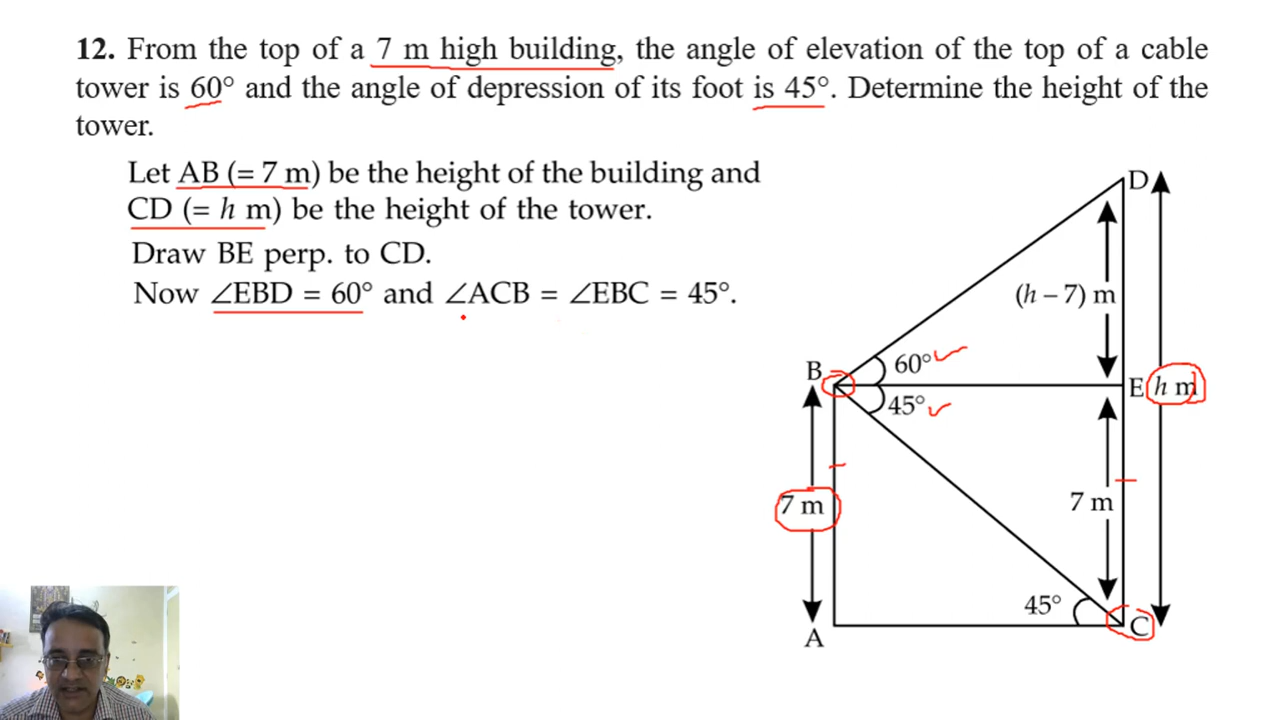 12. From the top of a 7 m high building, the angle of elevation of the top of a cable
tower is 60° and the angle of depression of its foot is 45°. Determine the height of the
tower.
Let AB (= 7 m) be the height of the building and
CD (= h m) be the height of the tower.
Draw BE perp. to CD.
Now ∠EBD = 60° and ∠ACB = ∠EBC = 45°.
D
(h – 7) m
B
60°
E
h m
45°
7 m
7 m
45°
C
A